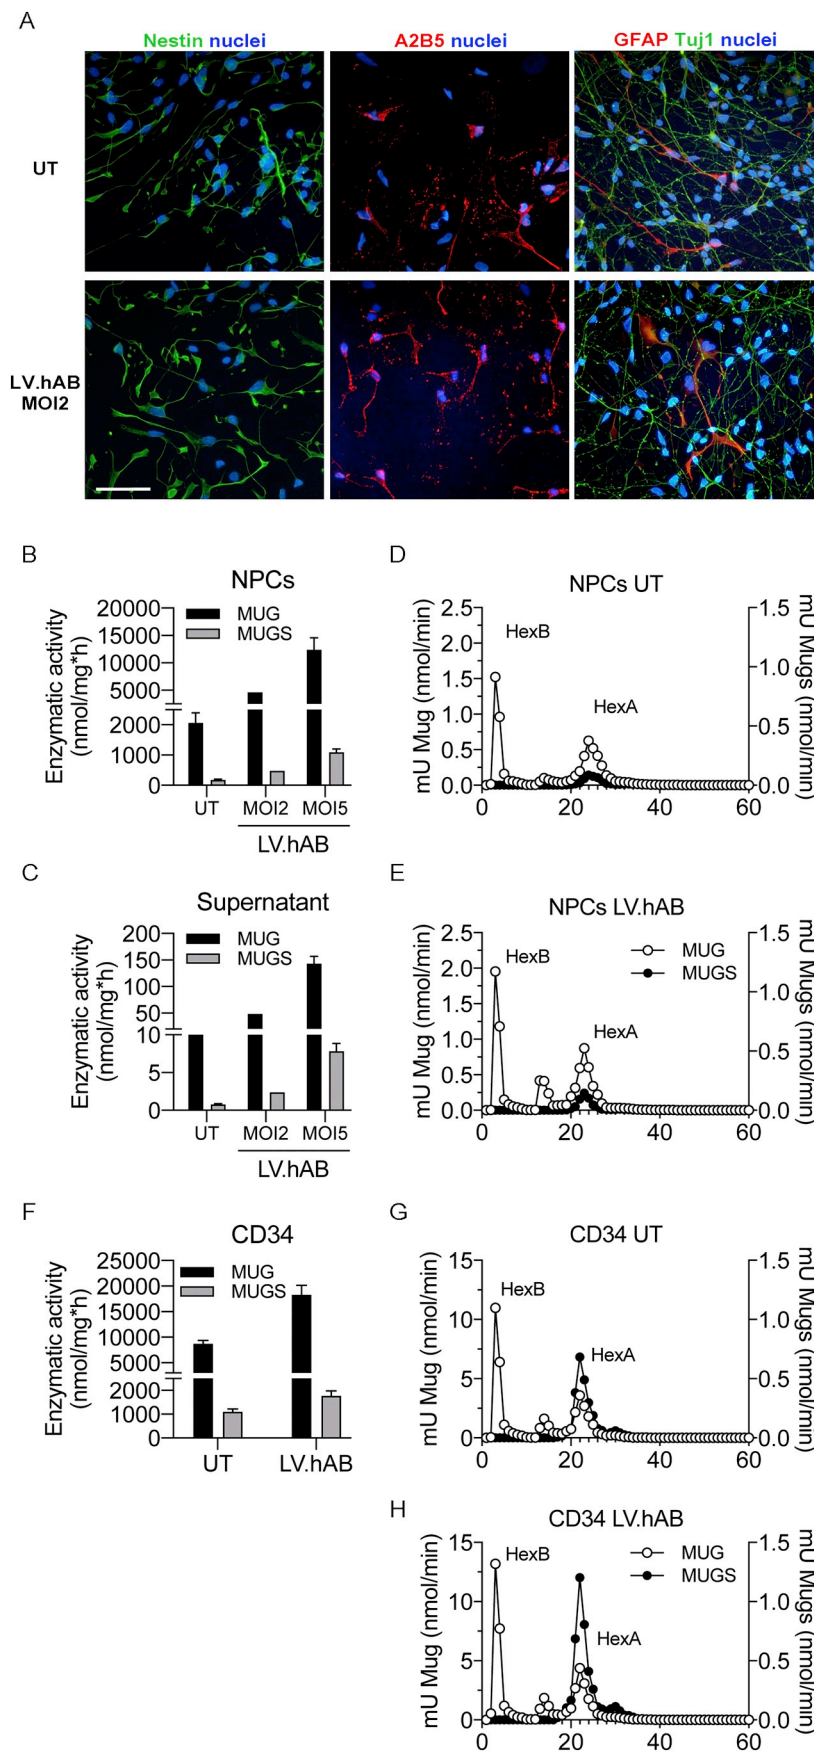 A
Nestin nuclei
A2B5 nuclei
GFAP Tuj1 nuclei
UT
LV.hAB
MOI2
B
NPCs
Enzymatic activity
(nmol/mg*h)
20000
15000
10000
5000
2000
1000
0
MUG
MUGS
UT
MOI2
MOI5
LV.hAB
C
Supernatant
Enzymatic activity
(nmol/mg*h)
200
150
100
50
10
5
0
MUG
MUGS
UT
MOI2
MOI5
LV.hAB
D
NPCs UT
mU Mug (nmol/min)
2.5
2.0
1.5
1.0
0.5
0.0
HexB
HexA
1.5
1.0
0.5
0.0
mU Mugs (nmol/min)
0
20
40
60
E
NPCs LV.hAB
mU Mug (nmol/min)
2.5
2.0
1.5
1.0
0.5
0.0
HexB
HexA
MUG
MUGS
1.5
1.0
0.5
0.0
mU Mugs (nmol/min)
0
20
40
60
F
CD34
Enzymatic activity
(nmol/mg*h)
25000
20000
15000
10000
5000
2000
1000
0
MUG
MUGS
UT
LV.hAB
G
CD34 UT
mU Mug (nmol/min)
15
10
5
0
HexB
HexA
1.5
1.0
0.5
0.0
mU Mugs (nmol/min)
0
20
40
60
H
CD34 LV.hAB
mU Mug (nmol/min)
15
10
5
0
HexB
HexA
MUG
MUGS
1.5
1.0
0.5
0.0
mU Mugs (nmol/min)
0
20
40
60